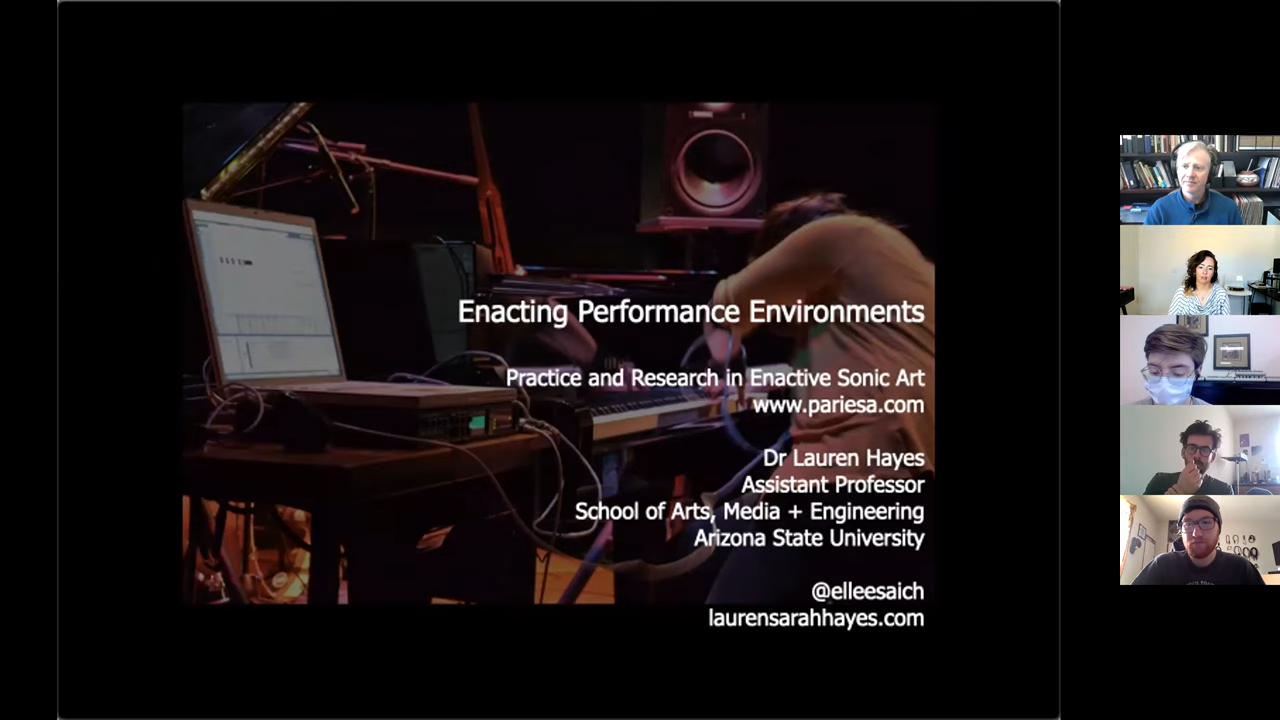 Enacting Performance Environments
Practice and Research in Enactive Sonic Art
www.pariesa.com
Dr Lauren Hayes
Assistant Professor
School of Arts, Media + Engineering
Arizona State University
@elleesaich
laurensarahhayes.com